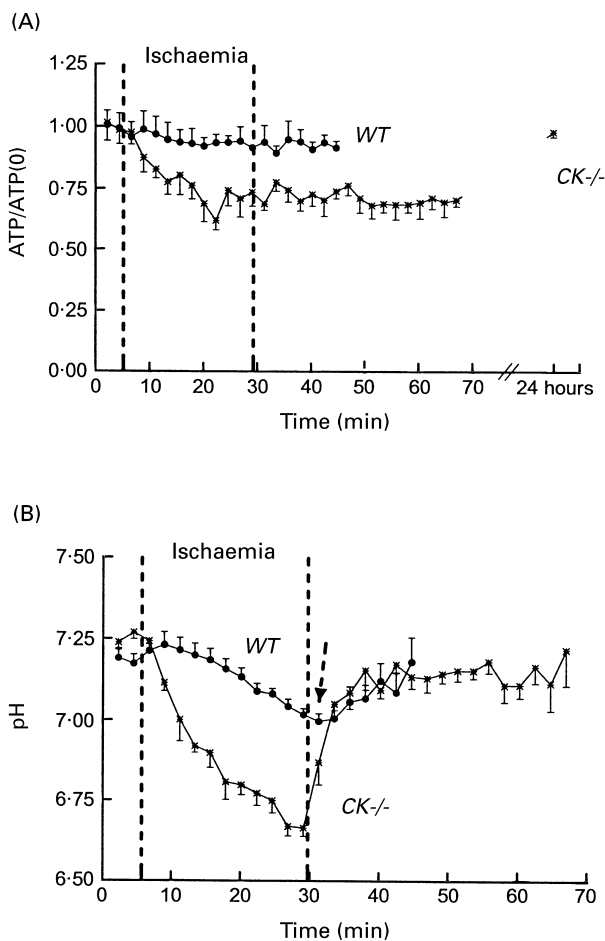 (A)
Ischaemia
1·25
1·00
0·75
0·50
0·25
0·00
ATP/ATP(0)
WT
CK-/-
0 10 20 30 40 50 60 70 24 hours
Time (min)
(B)
Ischaemia
7·50
7·25
7·00
6·75
6·50
pH
WT
CK-/-
0 10 20 30 40 50 60 70
Time (min)